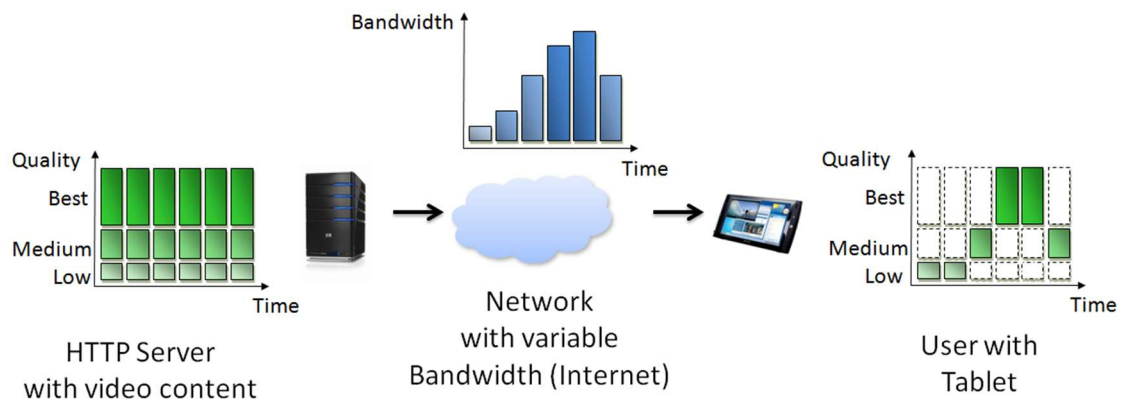 Bandwidth
Time
Quality
Best
Medium
Low
Time
HTTP Server
with video content
Network
with variable
Bandwidth (Internet)
Quality
Best
Medium
Low
Time
User with
Tablet